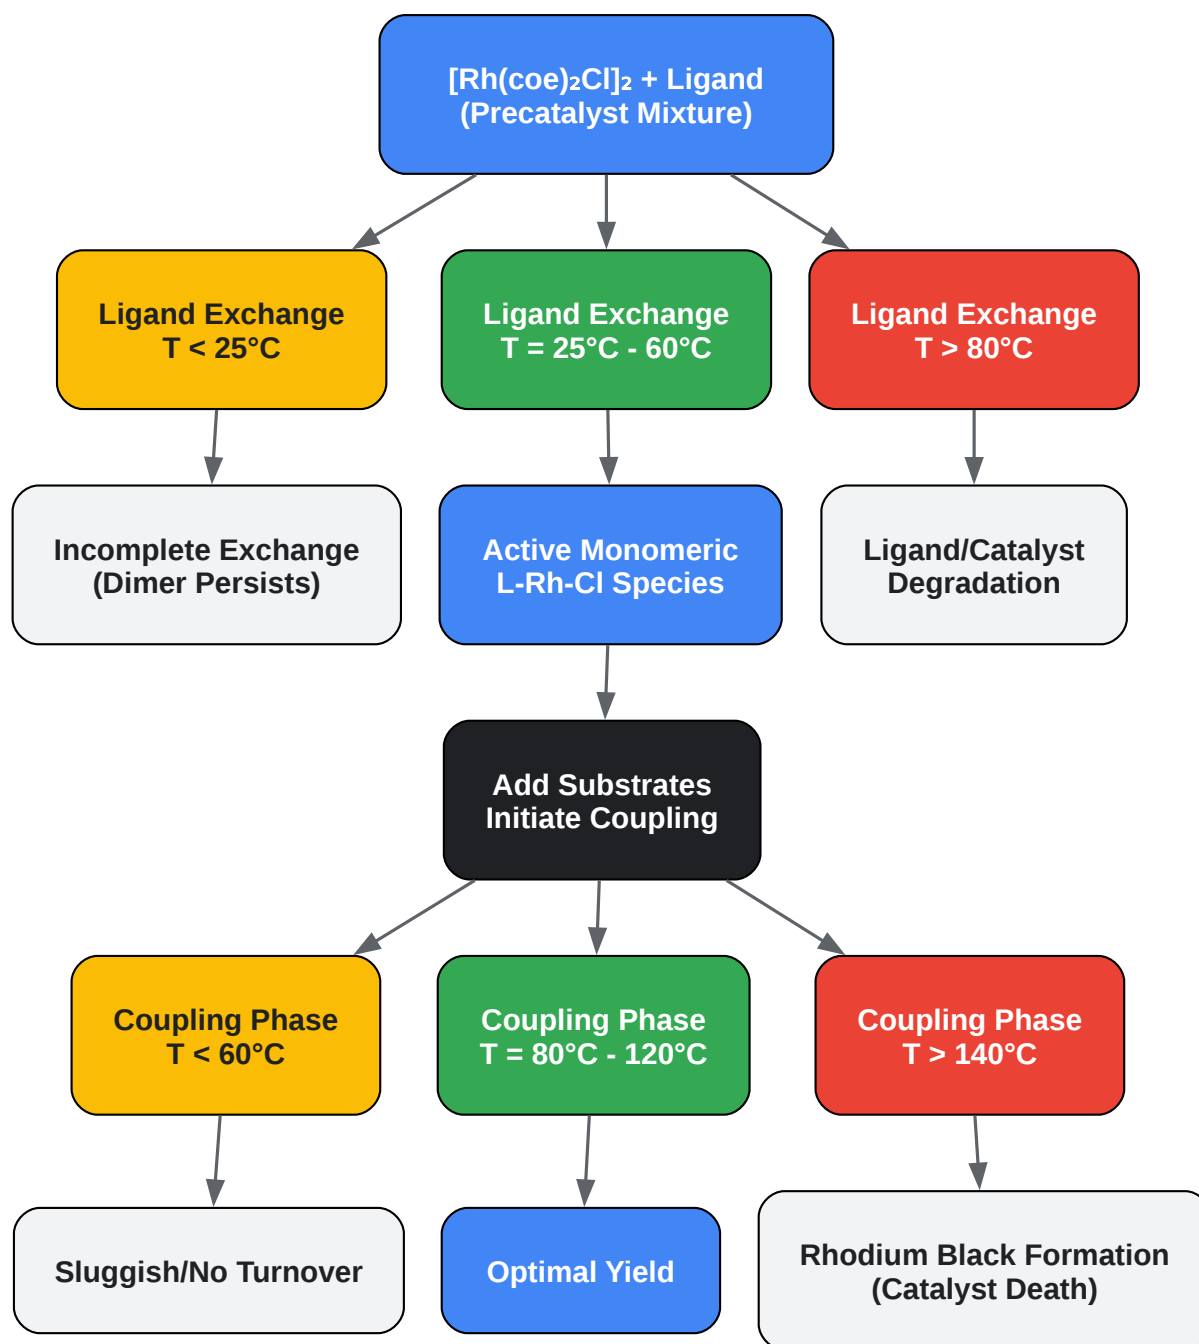 [Rh(coe)₂Cl]₂ + Ligand
(Precatalyst Mixture)
Ligand Exchange
T < 25°C
Ligand Exchange
T = 25°C - 60°C
Ligand Exchange
T > 80°C
Incomplete Exchange
(Dimer Persists)
Active Monomeric
L-Rh-Cl Species
Ligand/Catalyst
Degradation
Add Substrates
Initiate Coupling
Coupling Phase
T < 60°C
Coupling Phase
T = 80°C - 120°C
Coupling Phase
T > 140°C
Sluggish/No Turnover
Optimal Yield
Rhodium Black Formation
(Catalyst Death)